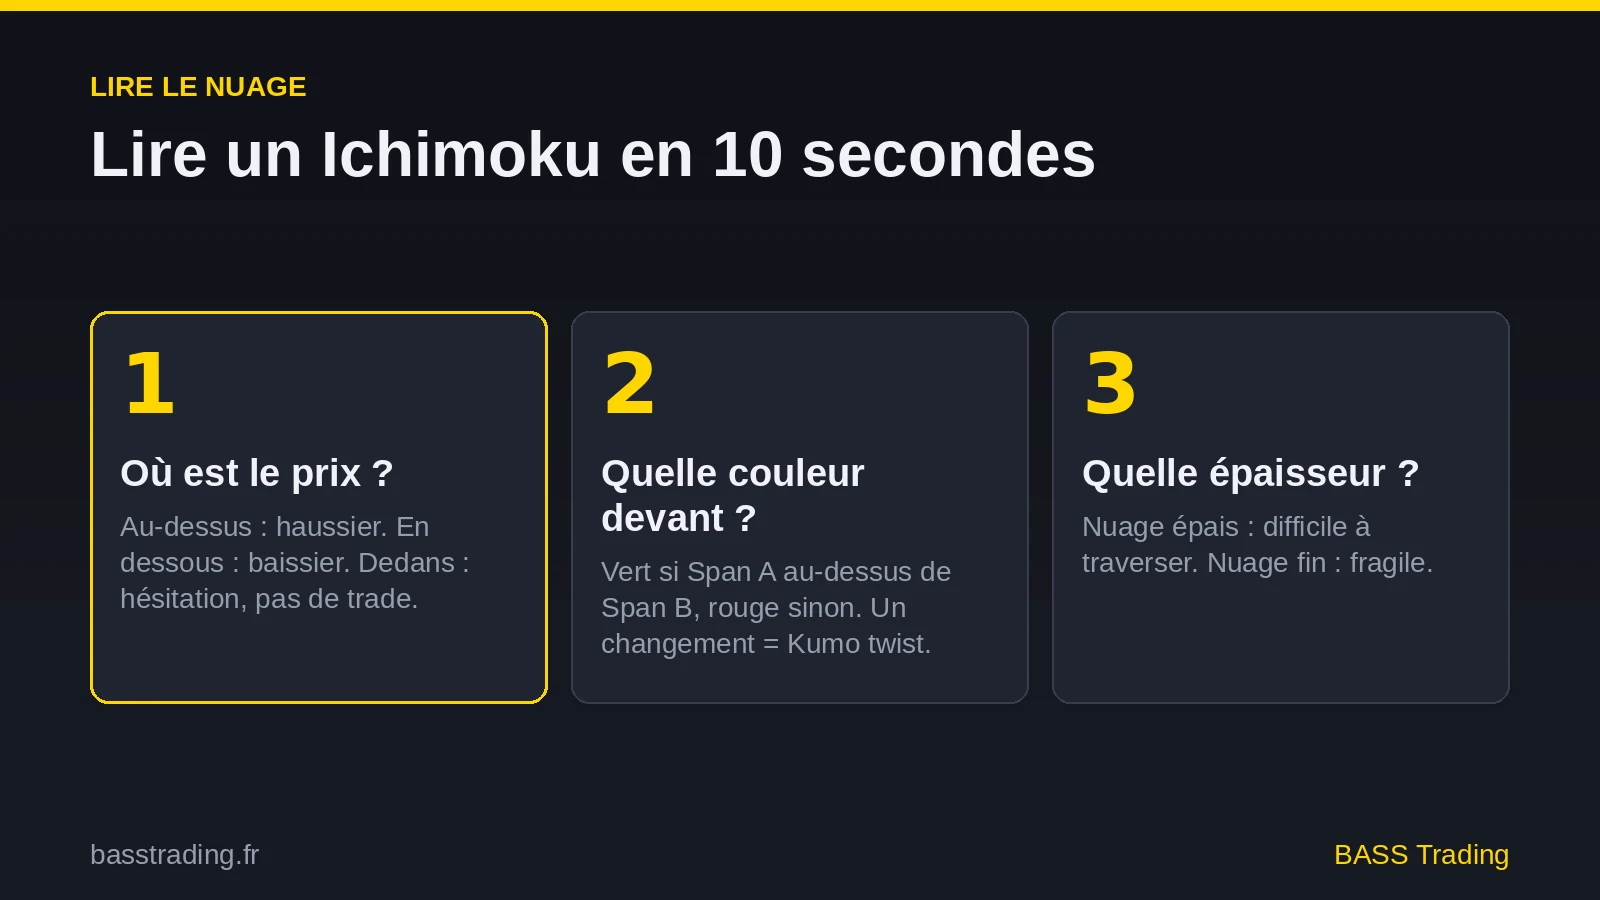 LIRE LE NUAGE
Lire un Ichimoku en 10 secondes
1
Où est le prix ?
Au-dessus : haussier. En
dessous : baissier. Dedans :
hésitation, pas de trade.
2
Quelle couleur
devant ?
Vert si Span A au-dessus de
Span B, rouge sinon. Un
changement = Kumo twist.
3
Quelle épaisseur ?
Nuage épais : difficile à
traverser. Nuage fin : fragile.
basstrading.fr
BASS Trading